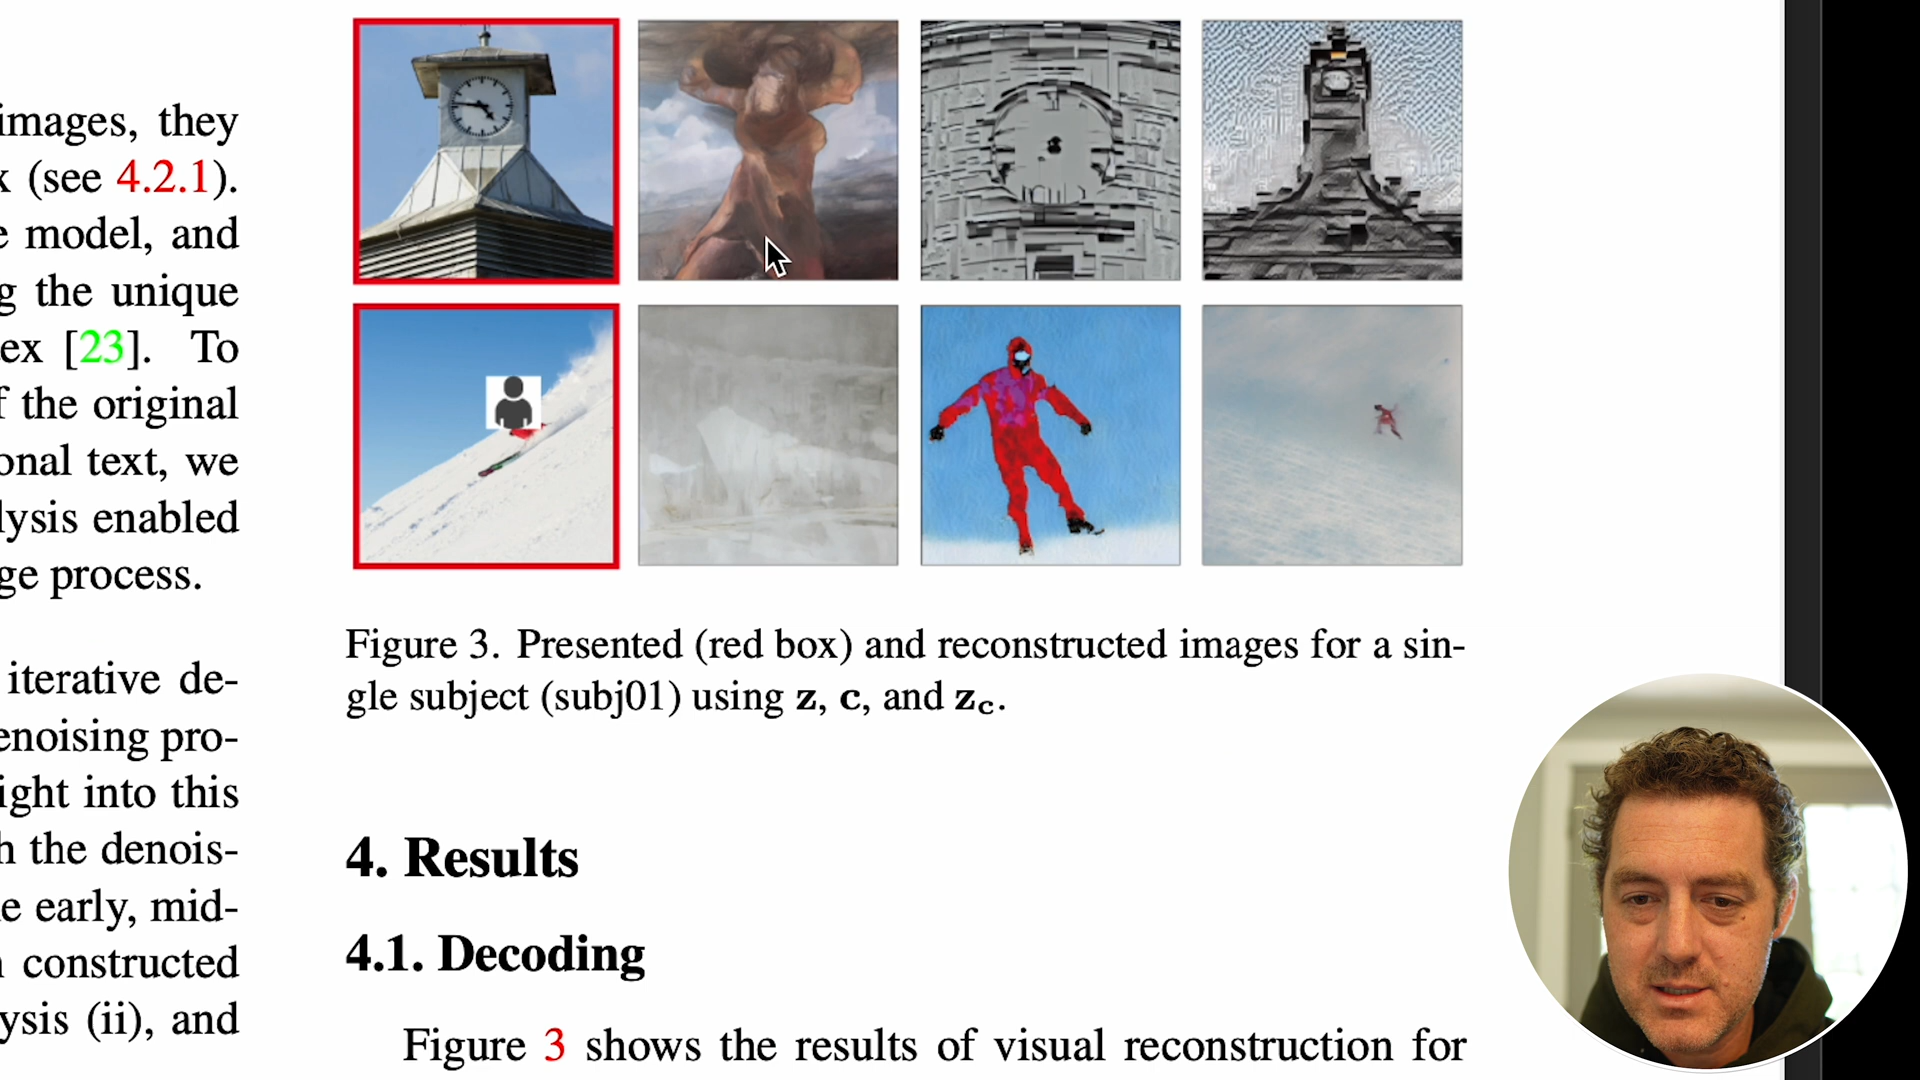 images, they
x (see 4.2.1).
e model, and
g the unique
ex [23]. To
f the original
onal text, we
lysis enabled
ge process.
iterative de-
enoising pro-
ight into this
h the denois-
e early, mid-
n constructed
ysis (ii), and
Figure 3. Presented (red box) and reconstructed images for a sin-
gle subject (subj01) using z, c, and zc.
4. Results
4.1. Decoding
Figure 3 shows the results of visual reconstruction for